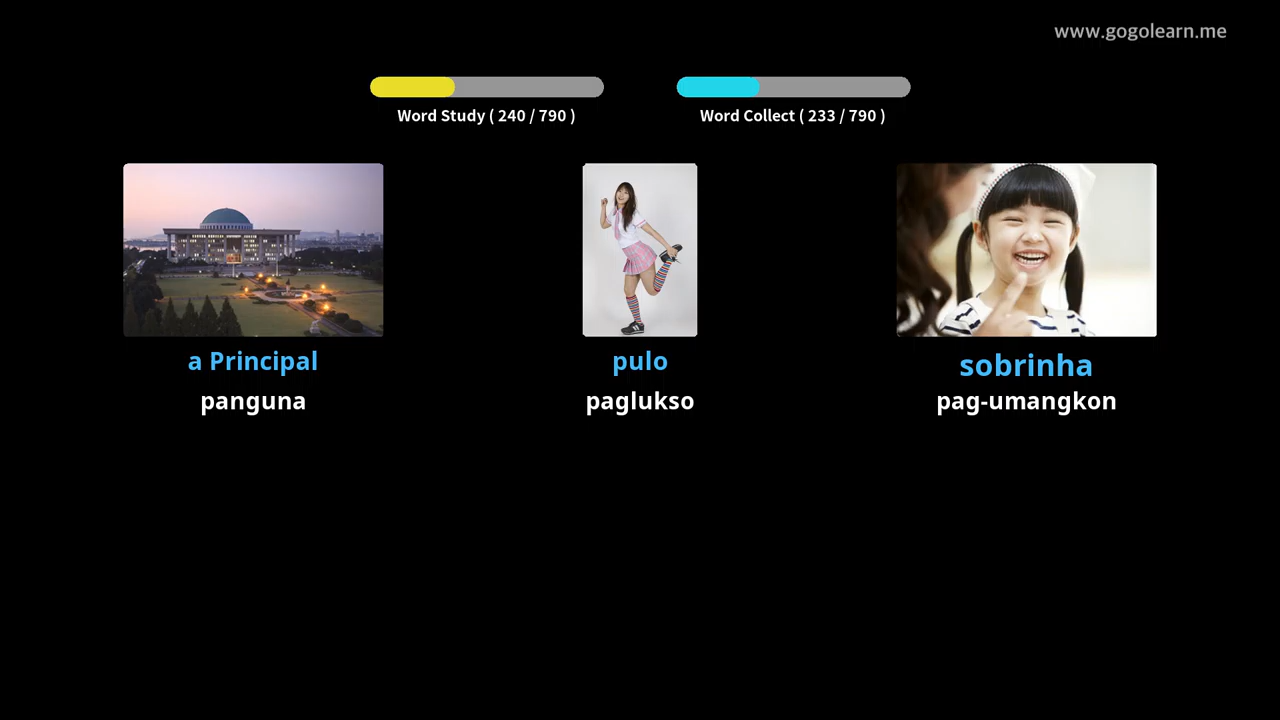 www.gogolearn.me
Word Study ( 240 / 790 )
Word Collect ( 233 / 790 )
a Principal
panguna
pulo
paglukso
sobrinha
pag-umangkon